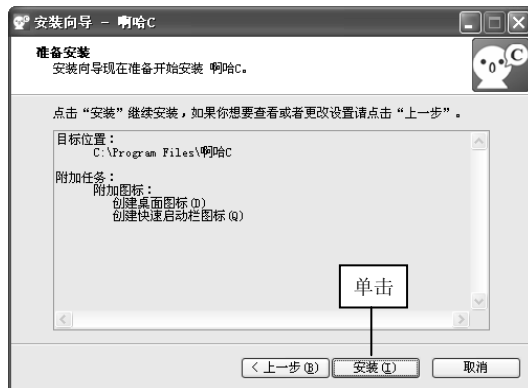 安装向导 - 啊哈C
准备安装
安装向导现在准备开始安装 啊哈C。
C
点击“安装”继续安装，如果你想要查看或者更改设置请点击“上一步”。
目标位置：
C:\Program Files\啊哈C
附加任务：
附加图标：
创建桌面图标(D)
创建快速启动栏图标(Q)
单击
< 上一步(B)
安装(I)
取消